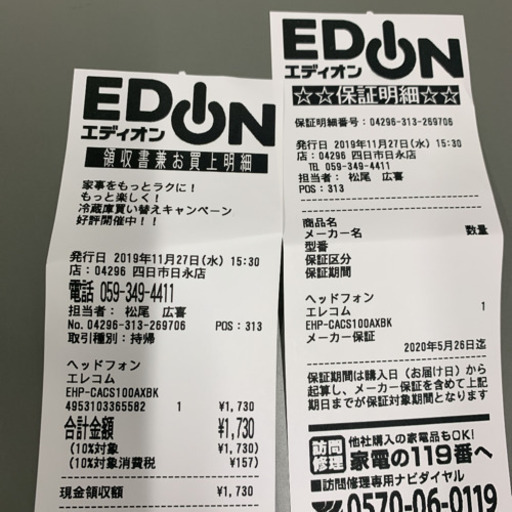 EDION
エディオン
領収書兼お買上明細
家事をもっとラクに!
もっと楽しく!
冷蔵庫買い替えキャンペーン
好評開催中!!
発行日 2019年11月27日(水) 15:30
店:04296 四日市日永店
電話 059-349-4411
担当者: 松尾 広喜
No. 04296-313-269706 POS:313
取引種別:持帰
ヘッドフォン
エレコム
EHP-CACS100AXBK
4953103365582 1 ¥1,730
合計金額 ¥1,730
(10%対象 ¥1,730)
(10%対象消費税 ¥157)
現金領収額 ¥1,730
EDION
エディオン
☆☆保証明細☆☆
保証明細番号:04296-313-269706
発行日 2019年11月27日(水) 15:30
店:04296 四日市日永店
TEL 059-349-4411
担当者: 松尾 広喜
POS:313
商品名
メーカー名 数量
型番
保証区分
保証期間
ヘッドフォン
エレコム 1
EHP-CACS100AXBK
メーカー保証
2020年5月26日迄
保証期間は購入日(お届け日)から
起算し、メーカー保証を含めて上記
期日までが保証対象期間となります
訪問修理 他社購入の家電品もOK!
家電の119番へ
■訪問修理専用ナビダイヤル
0570-06-0119